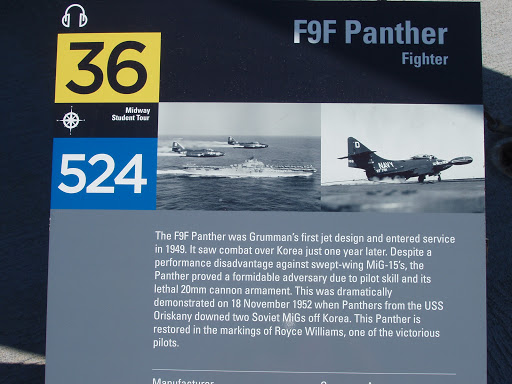 36
F9F Panther
Fighter
Midway
Student Tour
524
NAVY
The F9F Panther was Grumman's first jet design and entered service
in 1949. It saw combat over Korea just one year later. Despite a
performance disadvantage against swept-wing MiG-15's, the
Panther proved a formidable adversary due to pilot skill and its
lethal 20mm cannon armament. This was dramatically
demonstrated on 18 November 1952 when Panthers from the USS
Oriskany downed two Soviet MiGs off Korea. This Panther is
restored in the markings of Royce Williams, one of the victorious
pilots.
Manufacturer